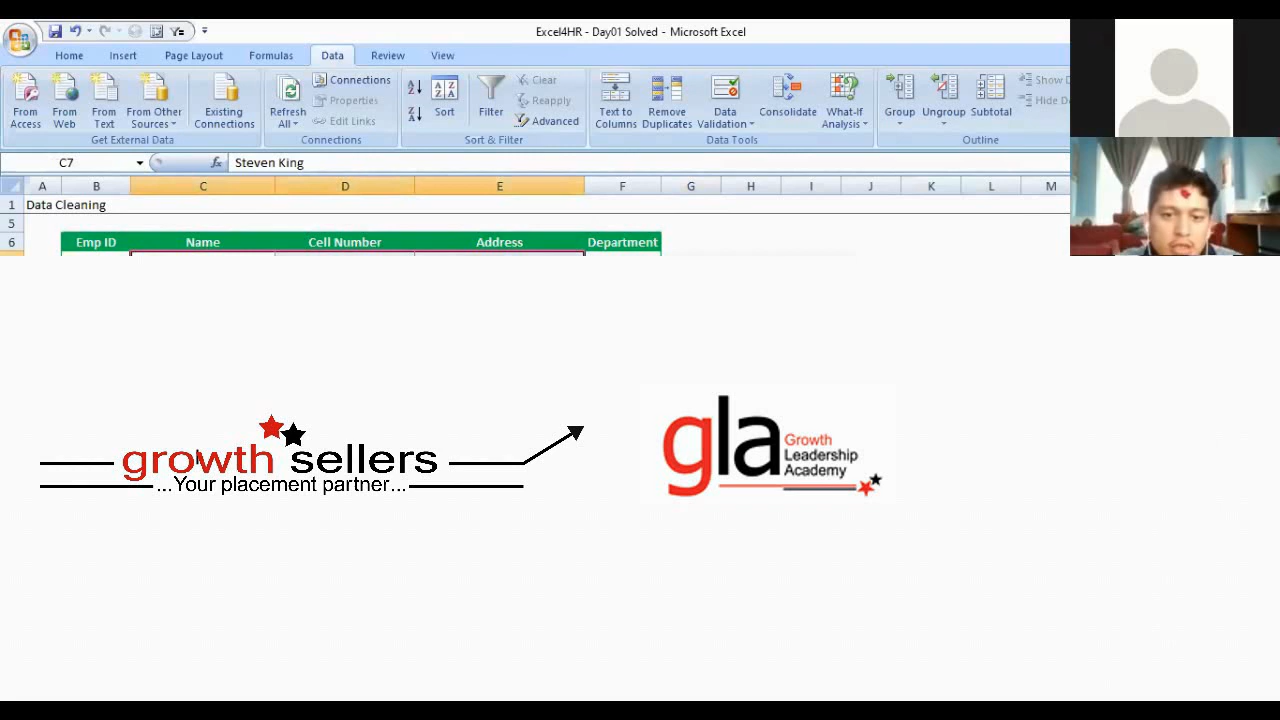 Excel4HR - Day01 Solved - Microsoft Excel
Home Insert Page Layout Formulas Data Review View
From Access
From Web
From Text
From Other Sources
Existing Connections
Get External Data
Refresh All
Connections
Properties
Edit Links
Connections
Sort
Filter
Clear
Reapply
Advanced
Sort & Filter
Text to Columns
Remove Duplicates
Data Validation
Consolidate
What-If Analysis
Data Tools
Group
Ungroup
Subtotal
Show D
Hide De
Outline
C7 fx Steven King
A B C D E F G H I J K L M
1 Data Cleaning
5
6 Emp ID Name Cell Number Address Department
growth sellers
...Your placement partner...
gla
Growth
Leadership
Academy